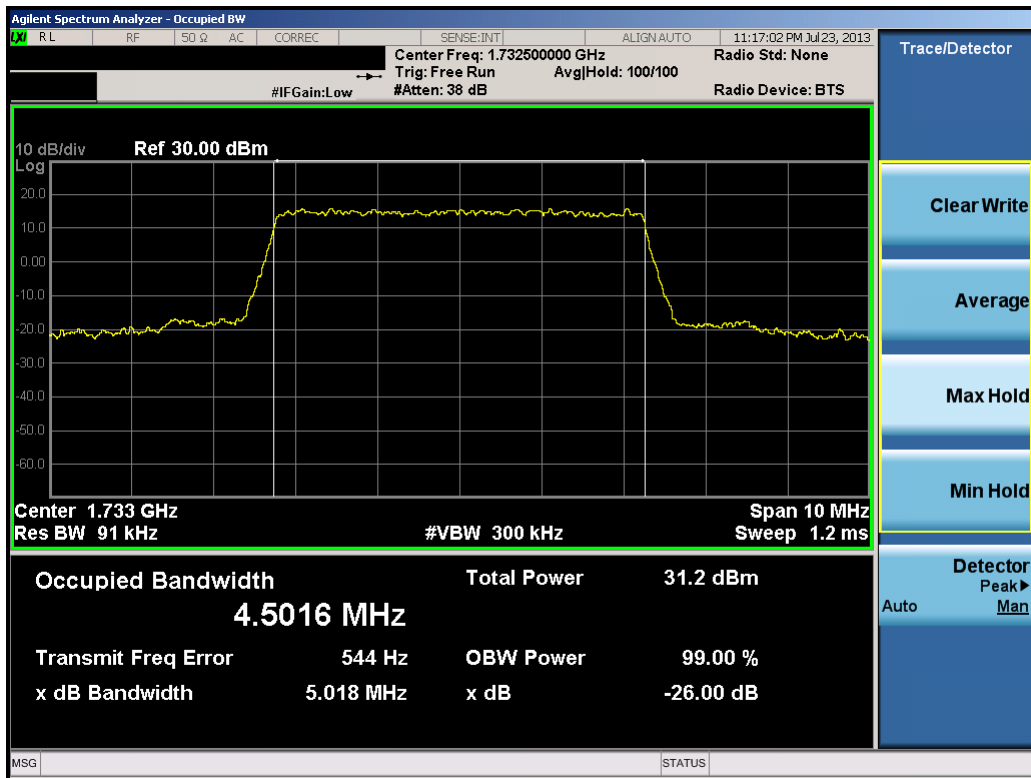 Agilent Spectrum Analyzer - Occupied BW
LXI RL RF 50 Ω AC CORREC SENSE:INT ALIGN AUTO 11:17:02 PM Jul 23, 2013
Center Freq: 1.732500000 GHz Radio Std: None
Trig: Free Run Avg|Hold: 100/100
#IFGain:Low #Atten: 38 dB Radio Device: BTS
10 dB/div Ref 30.00 dBm
Log
20.0
10.0
0.00
-10.0
-20.0
-30.0
-40.0
-50.0
-60.0
Center 1.733 GHz Span 10 MHz
Res BW 91 kHz #VBW 300 kHz Sweep 1.2 ms
Occupied Bandwidth Total Power 31.2 dBm
4.5016 MHz
Transmit Freq Error 544 Hz OBW Power 99.00 %
x dB Bandwidth 5.018 MHz x dB -26.00 dB
MSG STATUS
Trace/Detector
Clear Write
Average
Max Hold
Min Hold
Detector
Peak▶
Auto Man